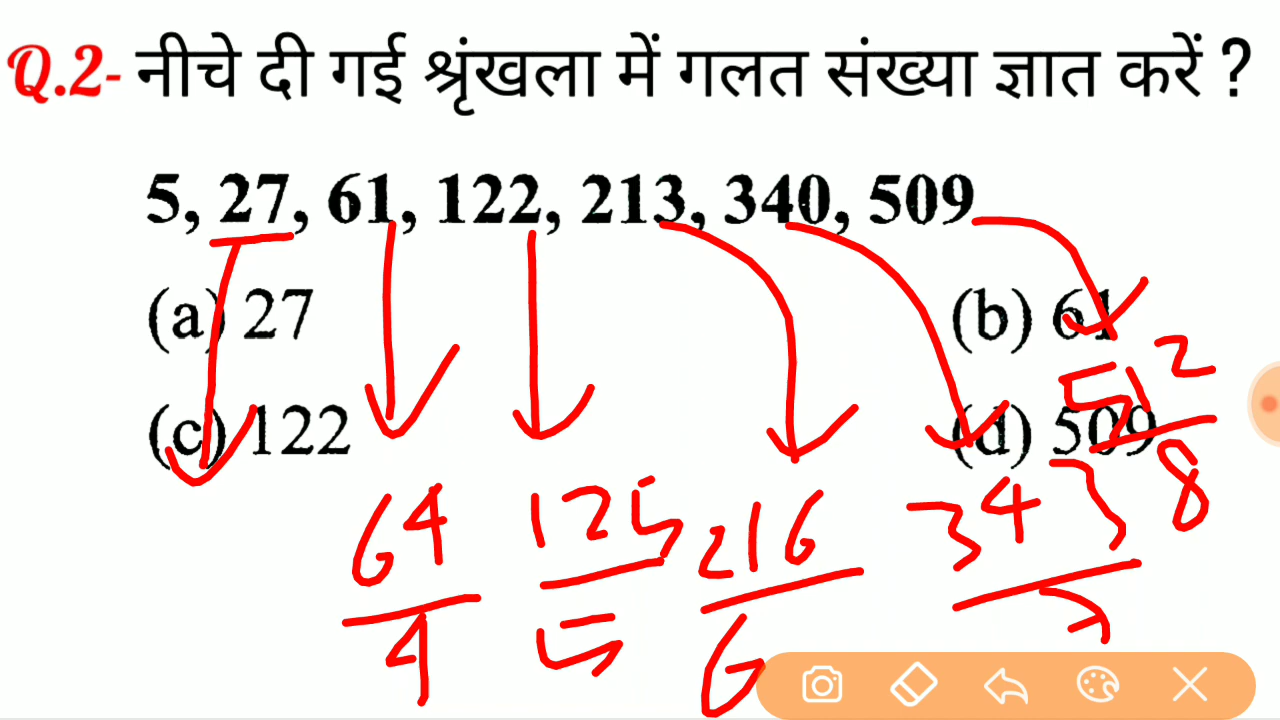 Q.2- नीचे दी गई श्रृंखला में गलत संख्या ज्ञात करें ?
5, 27, 61, 122, 213, 340, 509
(a) 27 (b) 61
(c) 122 (d) 509
64 125 216 343 512
4 5 6 7 8